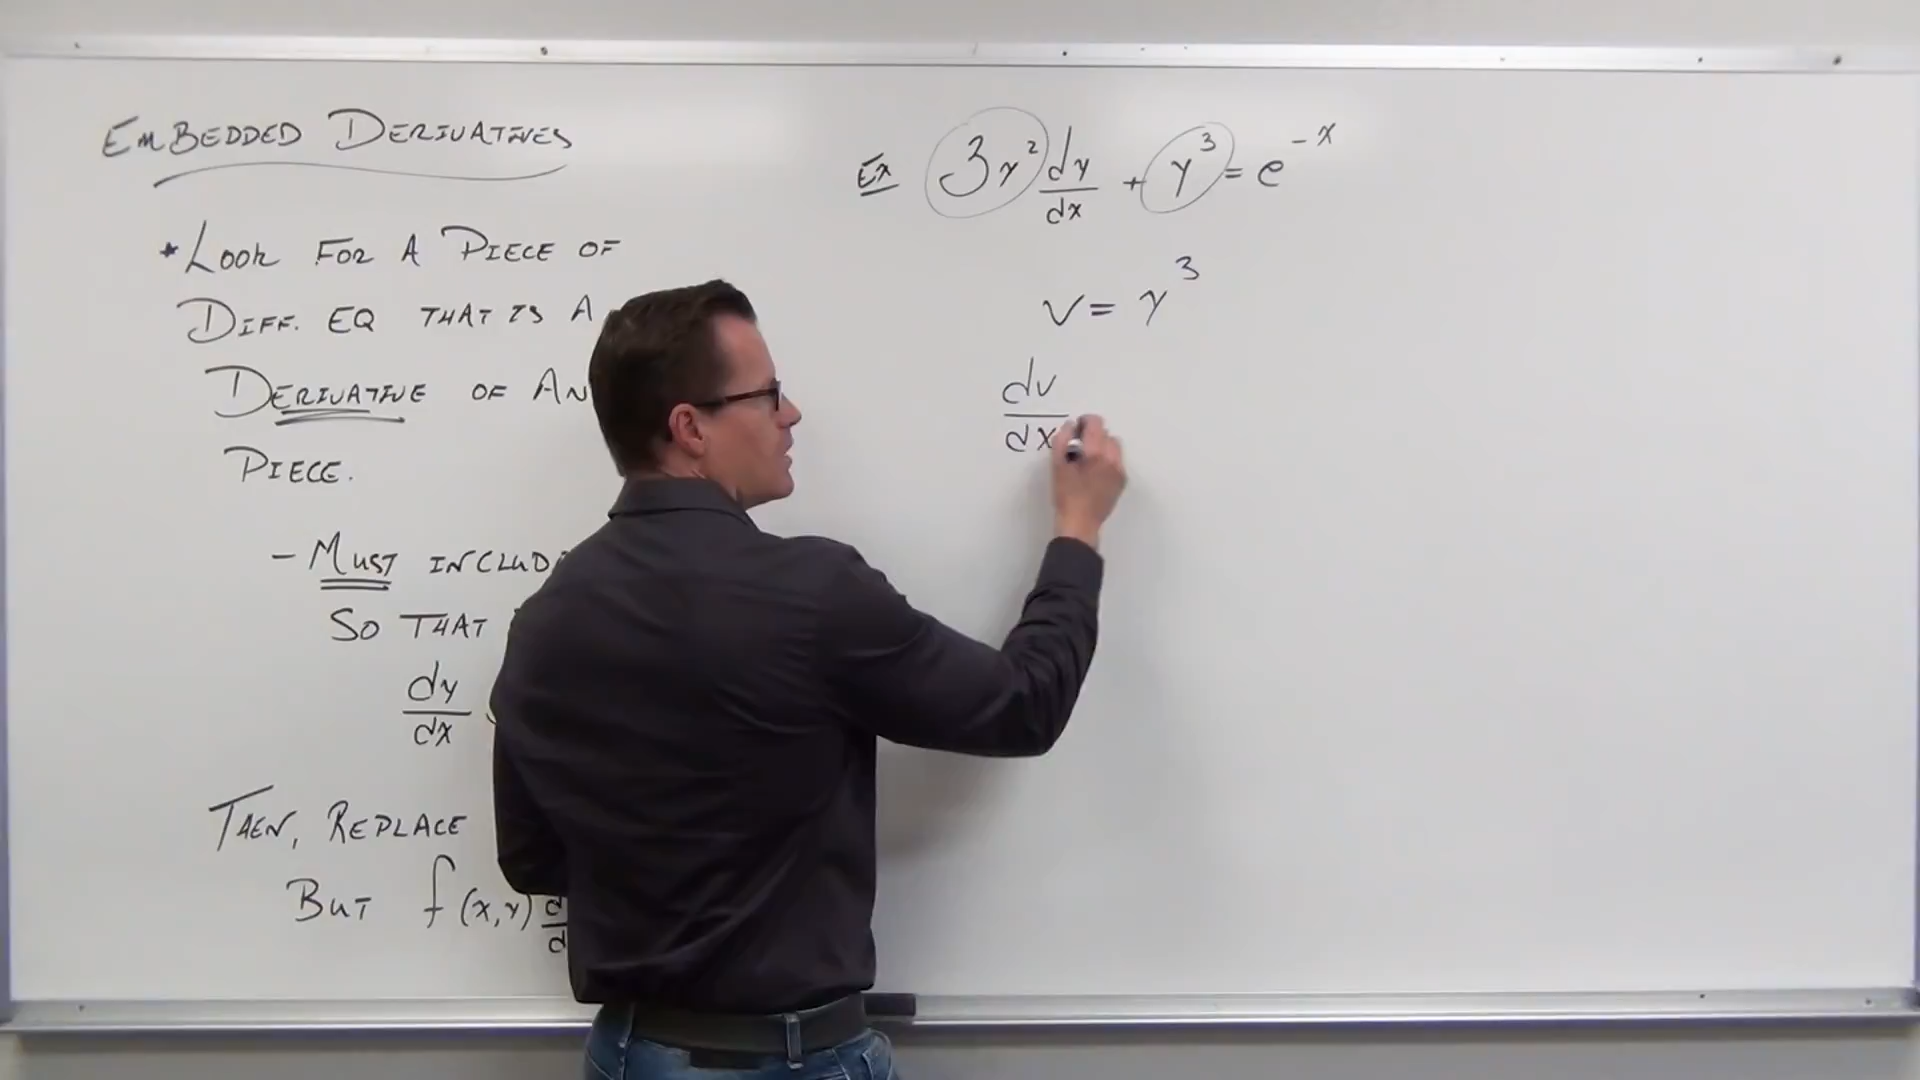 EMBEDDED DERIVATIVES
* LOOK FOR A PIECE OF
DIFF. EQ THAT IS A
DERIVATIVE OF AN
PIECE.
- MUST INCLUD
SO THAT
dy/dx
THEN, REPLACE
BUT f(x,y)
Ex 3y² dy/dx + y³ = e^-x
v = y³
dv/dx